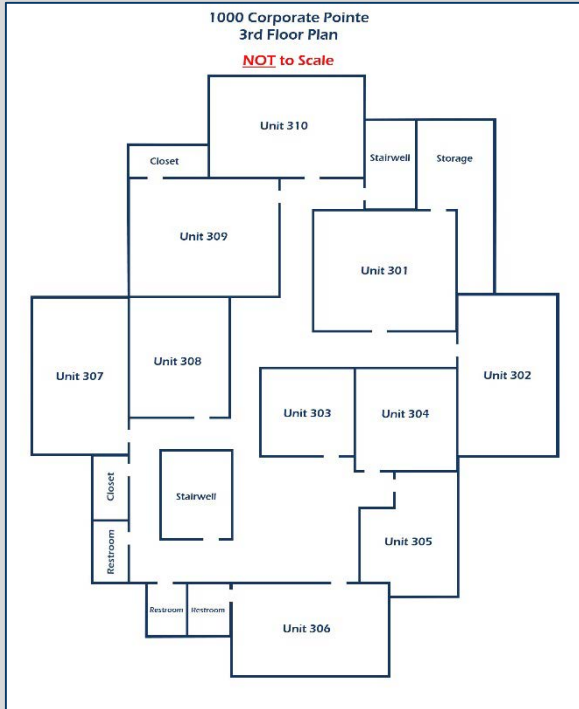 1000 Corporate Pointe
3rd Floor Plan
NOT to Scale
Unit 310
Closet
Stairwell
Storage
Unit 309
Unit 301
Unit 308
Unit 307
Unit 302
Unit 303
Unit 304
Closet
Stairwell
Restroom
Unit 305
Restroom
Restroom
Unit 306